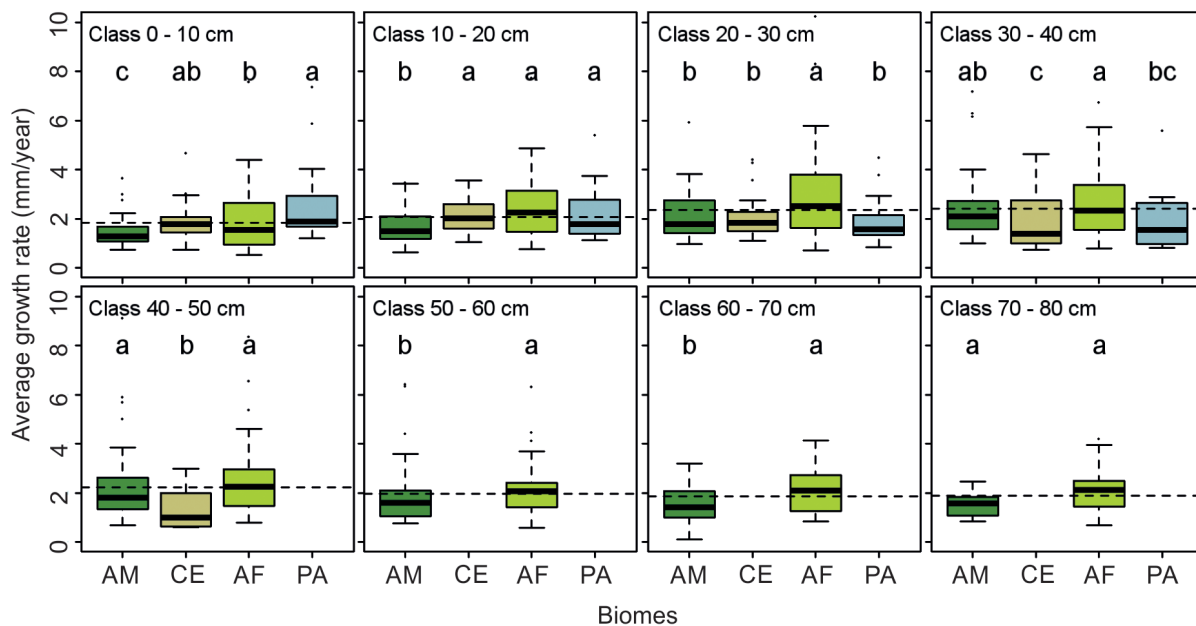 Average growth rate (mm/year)
10
8
6
4
2
0
Class 0 - 10 cm
c ab b a
Class 10 - 20 cm
b a a a
Class 20 - 30 cm
b b a b
Class 30 - 40 cm
ab c a bc
10
8
6
4
2
0
Class 40 - 50 cm
a b a
Class 50 - 60 cm
b a
Class 60 - 70 cm
b a
Class 70 - 80 cm
a a
AM CE AF PA
AM CE AF PA
AM CE AF PA
AM CE AF PA
Biomes